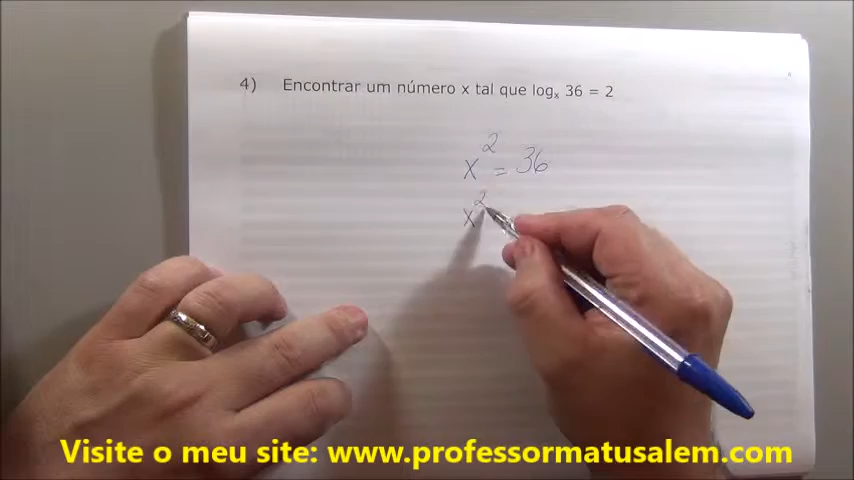 4) Encontrar um número x tal que logₓ 36 = 2
x² = 36
x²
Visite o meu site: www.professormatusalem.com